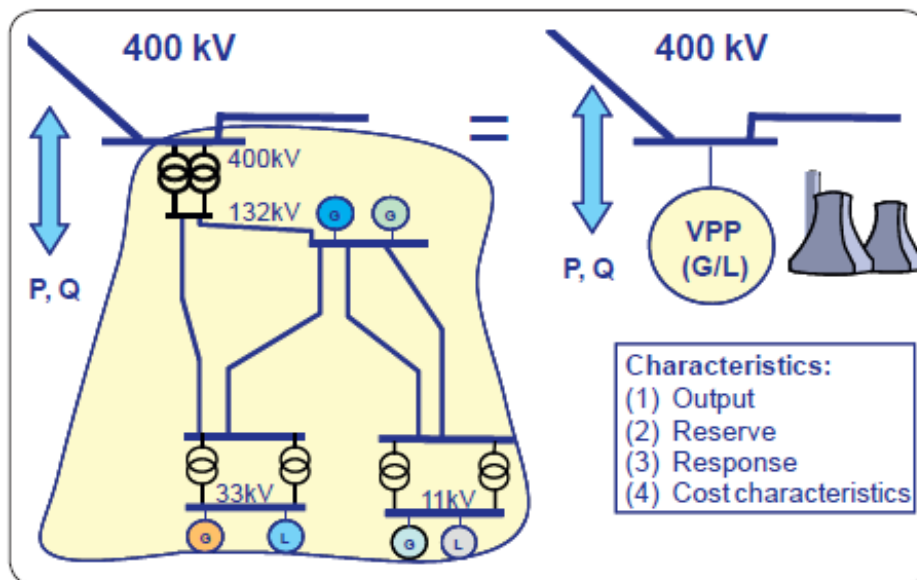 400 kV
400 kV
=
400kV
132kV
G
G
P, Q
P, Q
VPP
(G/L)
Characteristics:
(1) Output
(2) Reserve
(3) Response
(4) Cost characteristics
33kV
11kV
G
L
G
L